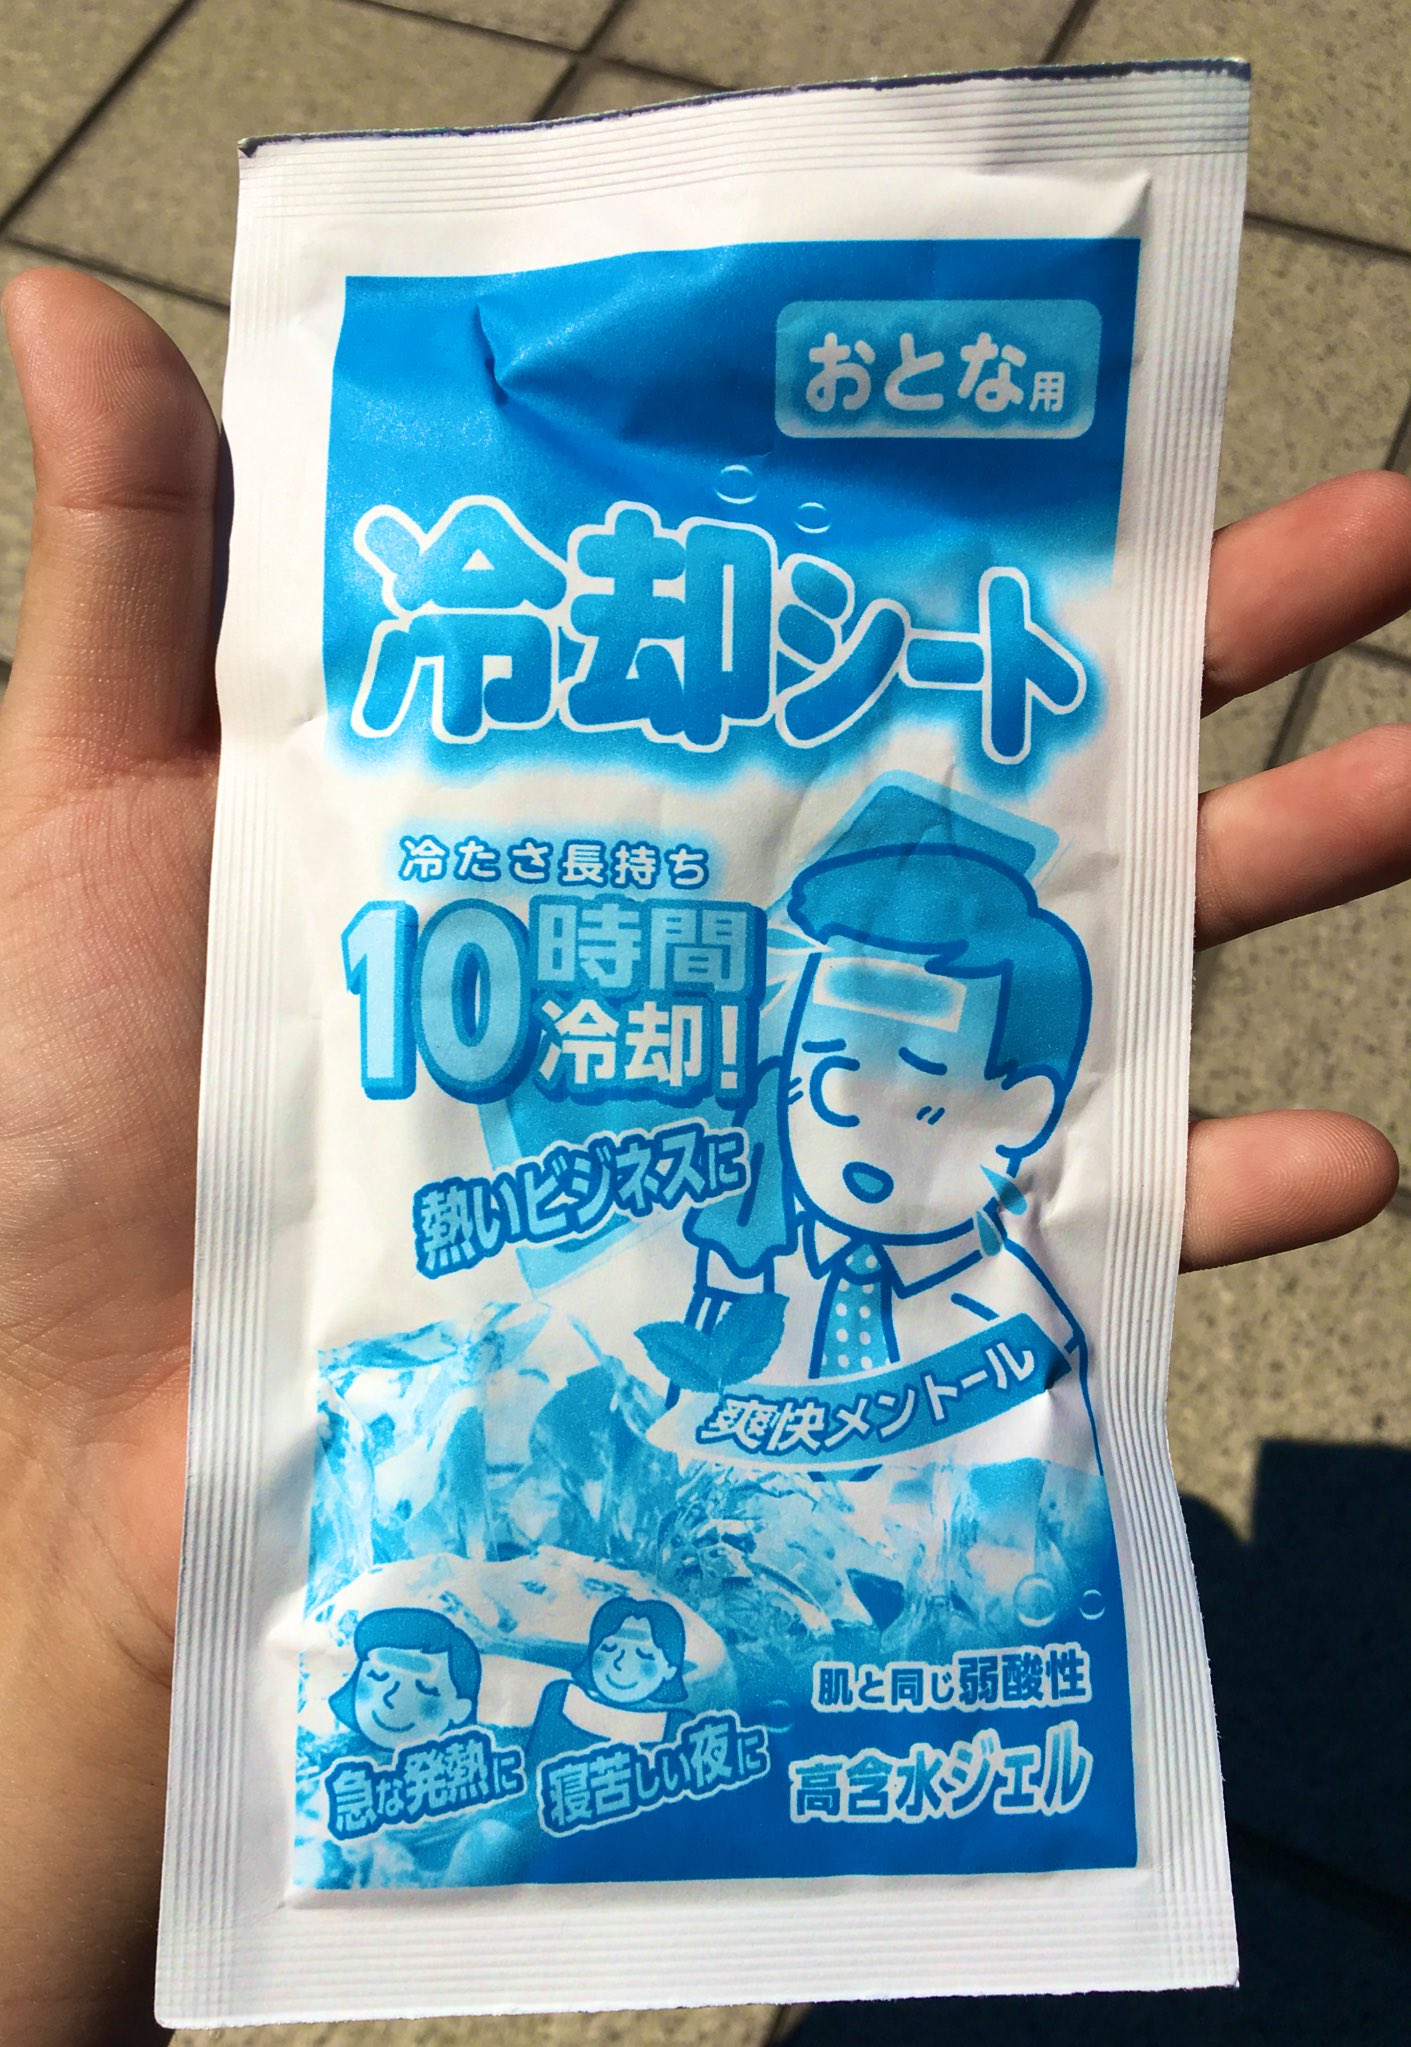 おとな用
冷却シート
冷たさ長持ち
10時間
冷却!
熱いビジネスに
爽快メントール
肌と同じ弱酸性
急な発熱に
寝苦しい夜に
高含水ジェル